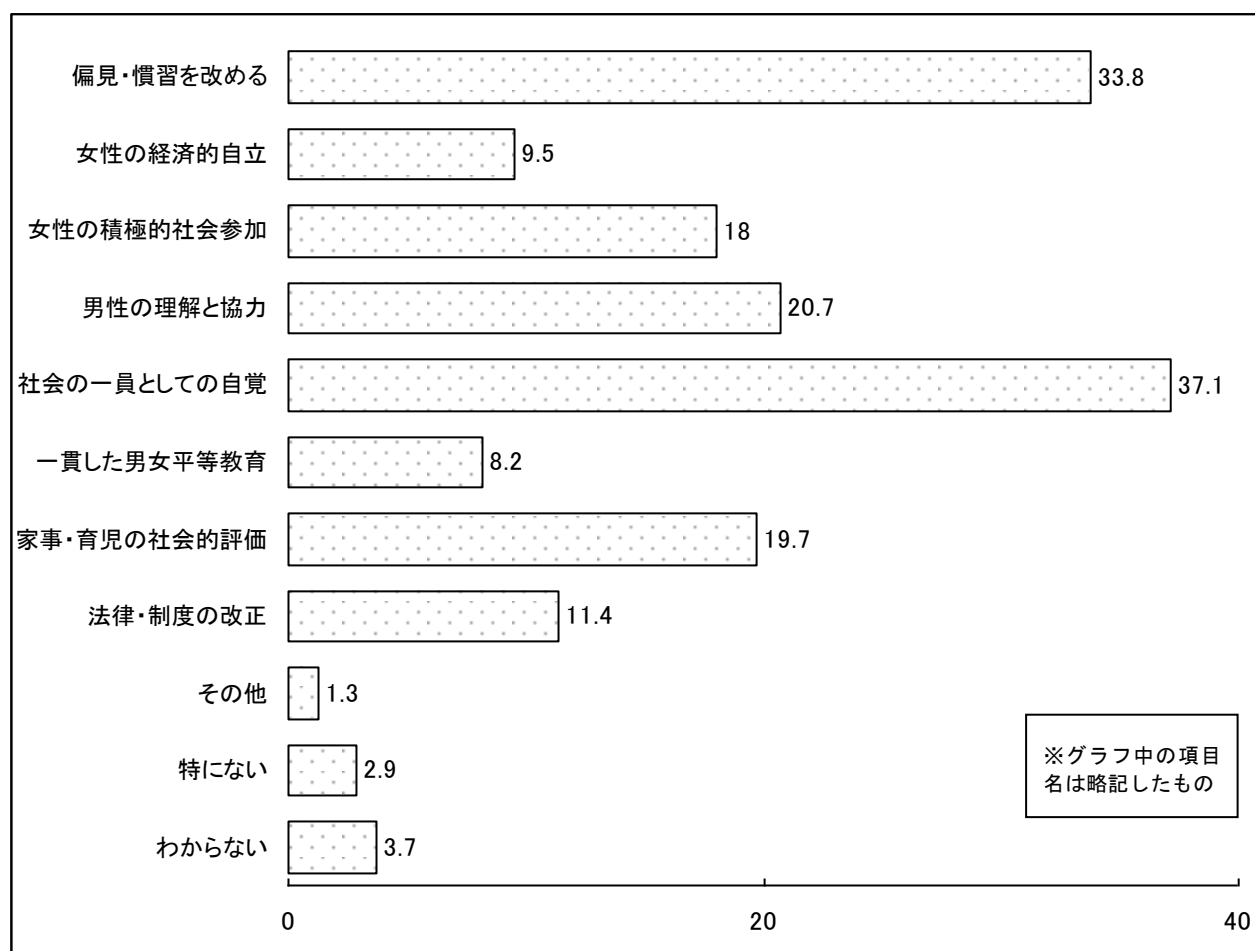 偏見・慣習を改める
33.8
女性の経済的自立
9.5
女性の積極的社会参加
18
男性の理解と協力
20.7
社会の一員としての自覚
37.1
一貫した男女平等教育
8.2
家事・育児の社会的評価
19.7
法律・制度の改正
11.4
その他
1.3
特にない
2.9
わからない
3.7
※グラフ中の項目
名は略記したもの
0
20
40